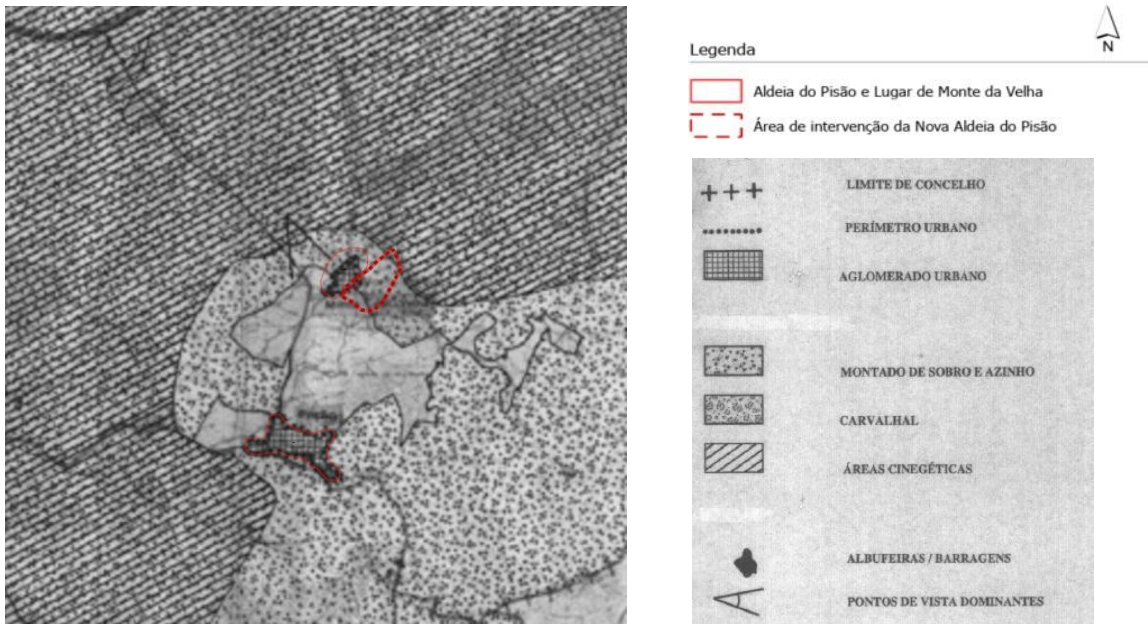 N
Legenda
Aldeia do Pisão e Lugar de Monte da Velha
Área de intervenção da Nova Aldeia do Pisão
LIMITE DE CONCELHO
PERÍMETRO URBANO
AGLOMERADO URBANO
MONTADO DE SOBRO E AZINHO
CARVALHAL
ÁREAS CINEGÉTICAS
ALBUFEIRAS / BARRAGENS
PONTOS DE VISTA DOMINANTES